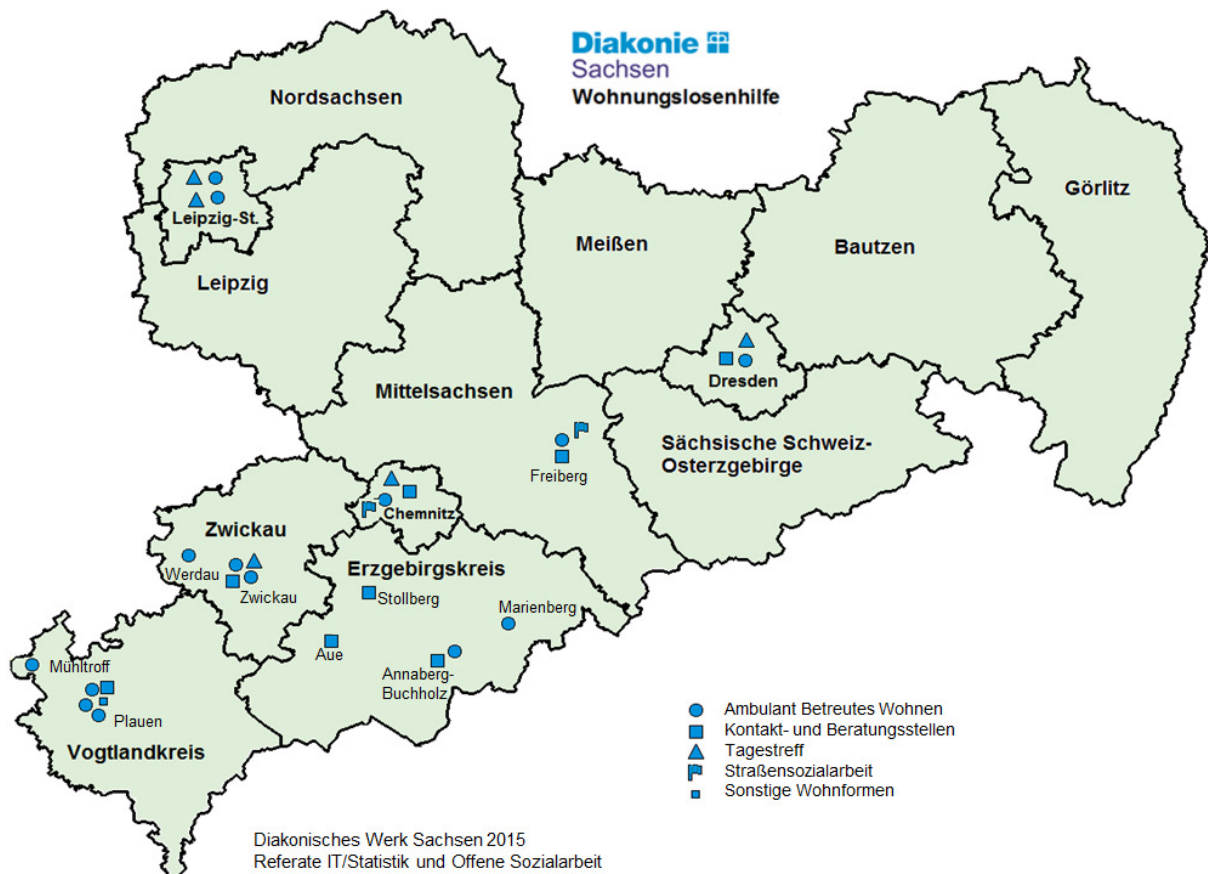 Diakonie
Sachsen
Wohnungslosenhilfe
Nordsachsen
Görlitz
Leipzig-St.
Meißen
Bautzen
Leipzig
Dresden
Mittelsachsen
Sächsische Schweiz-
Osterzgebirge
Freiberg
Chemnitz
Zwickau
Werdau
Zwickau
Erzgebirgskreis
Stollberg
Marienberg
Aue
Annaberg-
Buchholz
Mühltroff
Plauen
Vogtlandkreis
Ambulant Betreutes Wohnen
Kontakt- und Beratungsstellen
Tagestreff
Straßensozialarbeit
Sonstige Wohnformen
Diakonisches Werk Sachsen 2015
Referate IT/Statistik und Offene Sozialarbeit